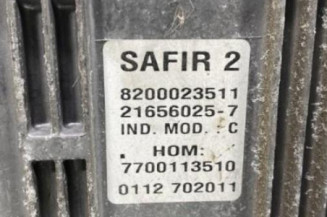 SAFIR 2
8200023511
21656025-7
IND. MOD. : C
. HOM:
7700113510
0112 702011